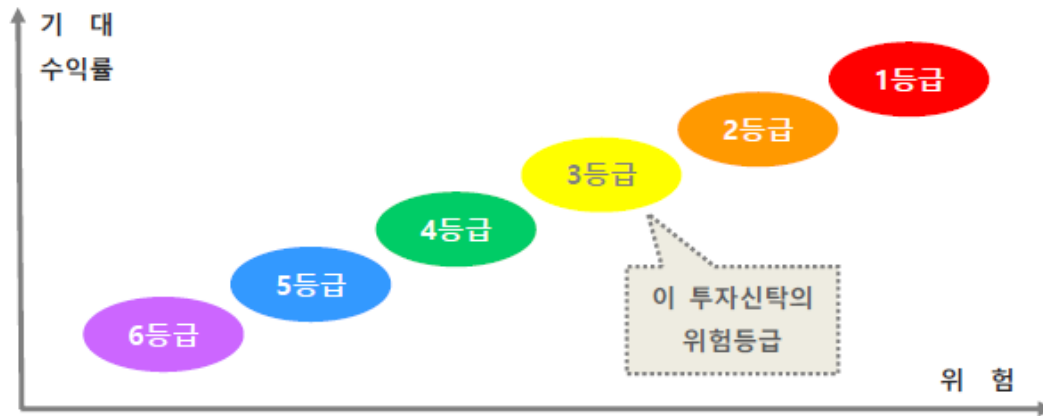 기 대
수익률
1등급
2등급
3등급
4등급
5등급
6등급
이 투자신탁의
위험등급
위 험